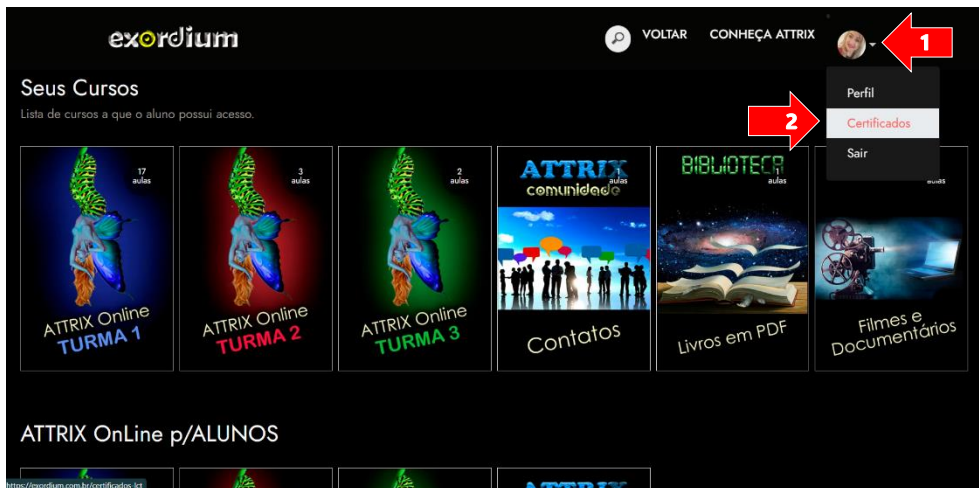 exordium
VOLTAR CONHEÇA ATTRIX
1
Seus Cursos
Lista de cursos a que o aluno possui acesso.
Perfil
2
Certificados
Sair
17
aulas
ATTRIX Online
TURMA 1
3
aulas
ATTRIX Online
TURMA 2
2
aulas
ATTRIX Online
TURMA 3
ATTRIX
1
aulas
comunidade
Contatos
BIBLIOTECA
aulas
Livros em PDF
aulas
Filmes e
Documentários
ATTRIX OnLine p/ALUNOS
ATTRIX
https://exordium.com.br/certificados-lct